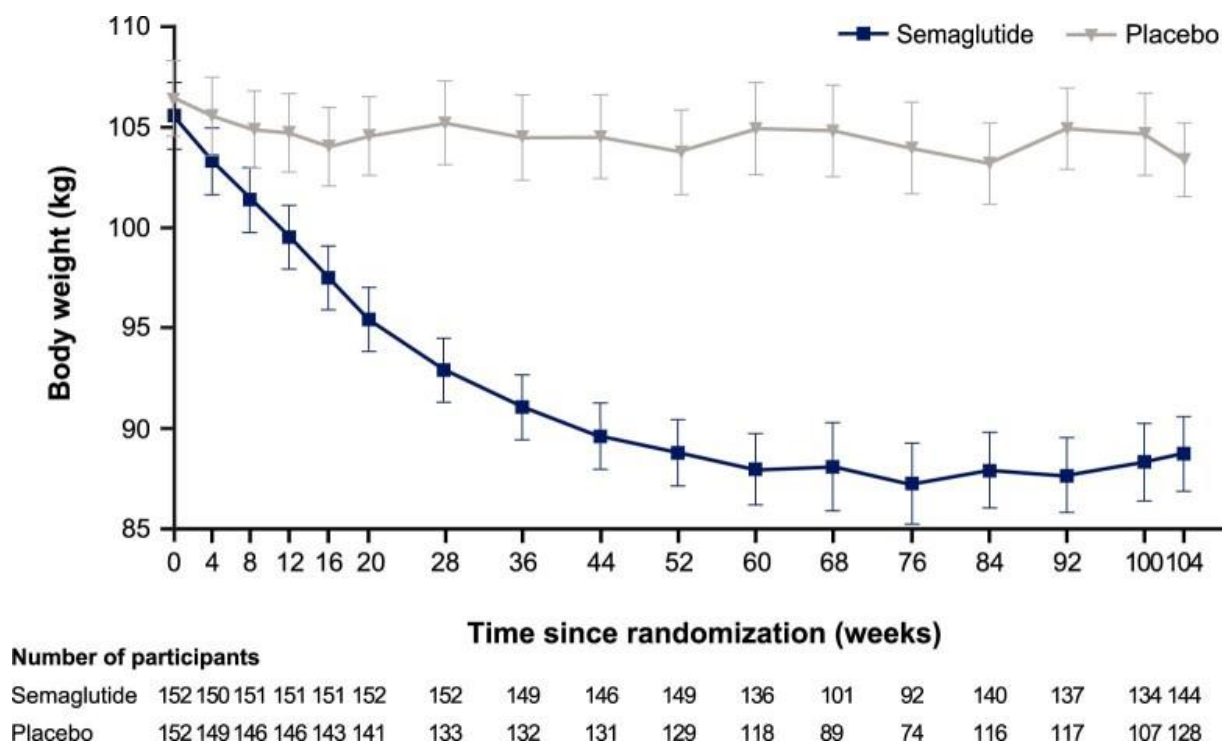 110
Semaglutide Placebo
105
100
95
90
85
Body weight (kg)
0 4 8 12 16 20 28 36 44 52 60 68 76 84 92 100 104
Time since randomization (weeks)
Number of participants
Semaglutide 152 150 151 151 151 152 152 149 146 149 136 101 92 140 137 134 144
Placebo 152 149 146 146 143 141 133 132 131 129 118 89 74 116 117 107 128